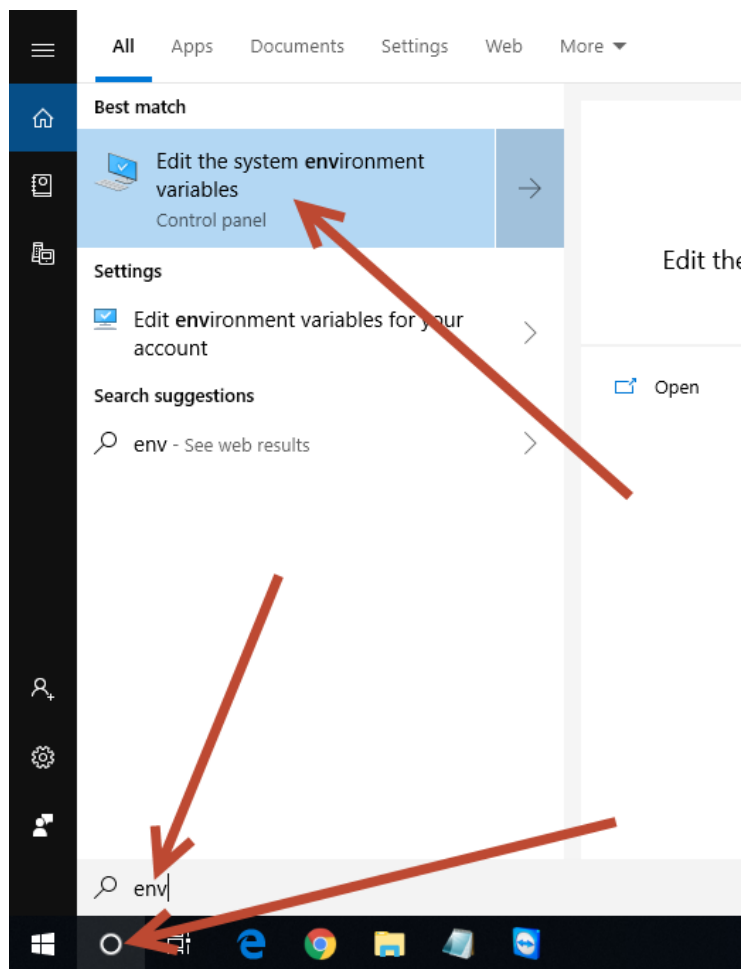 All Apps Documents Settings Web More
Best match
Edit the system environment
variables
Control panel
Settings
Edit environment variables for your
account
Search suggestions
env - See web results
env
Edit the
Open